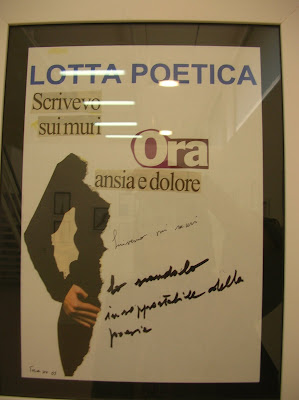 LOTTA POETICA
Scrivevo
sui muri
Ora
ansia e dolore
Scrivevo sui muri
Lo scandalo
insopportabile della
poesia